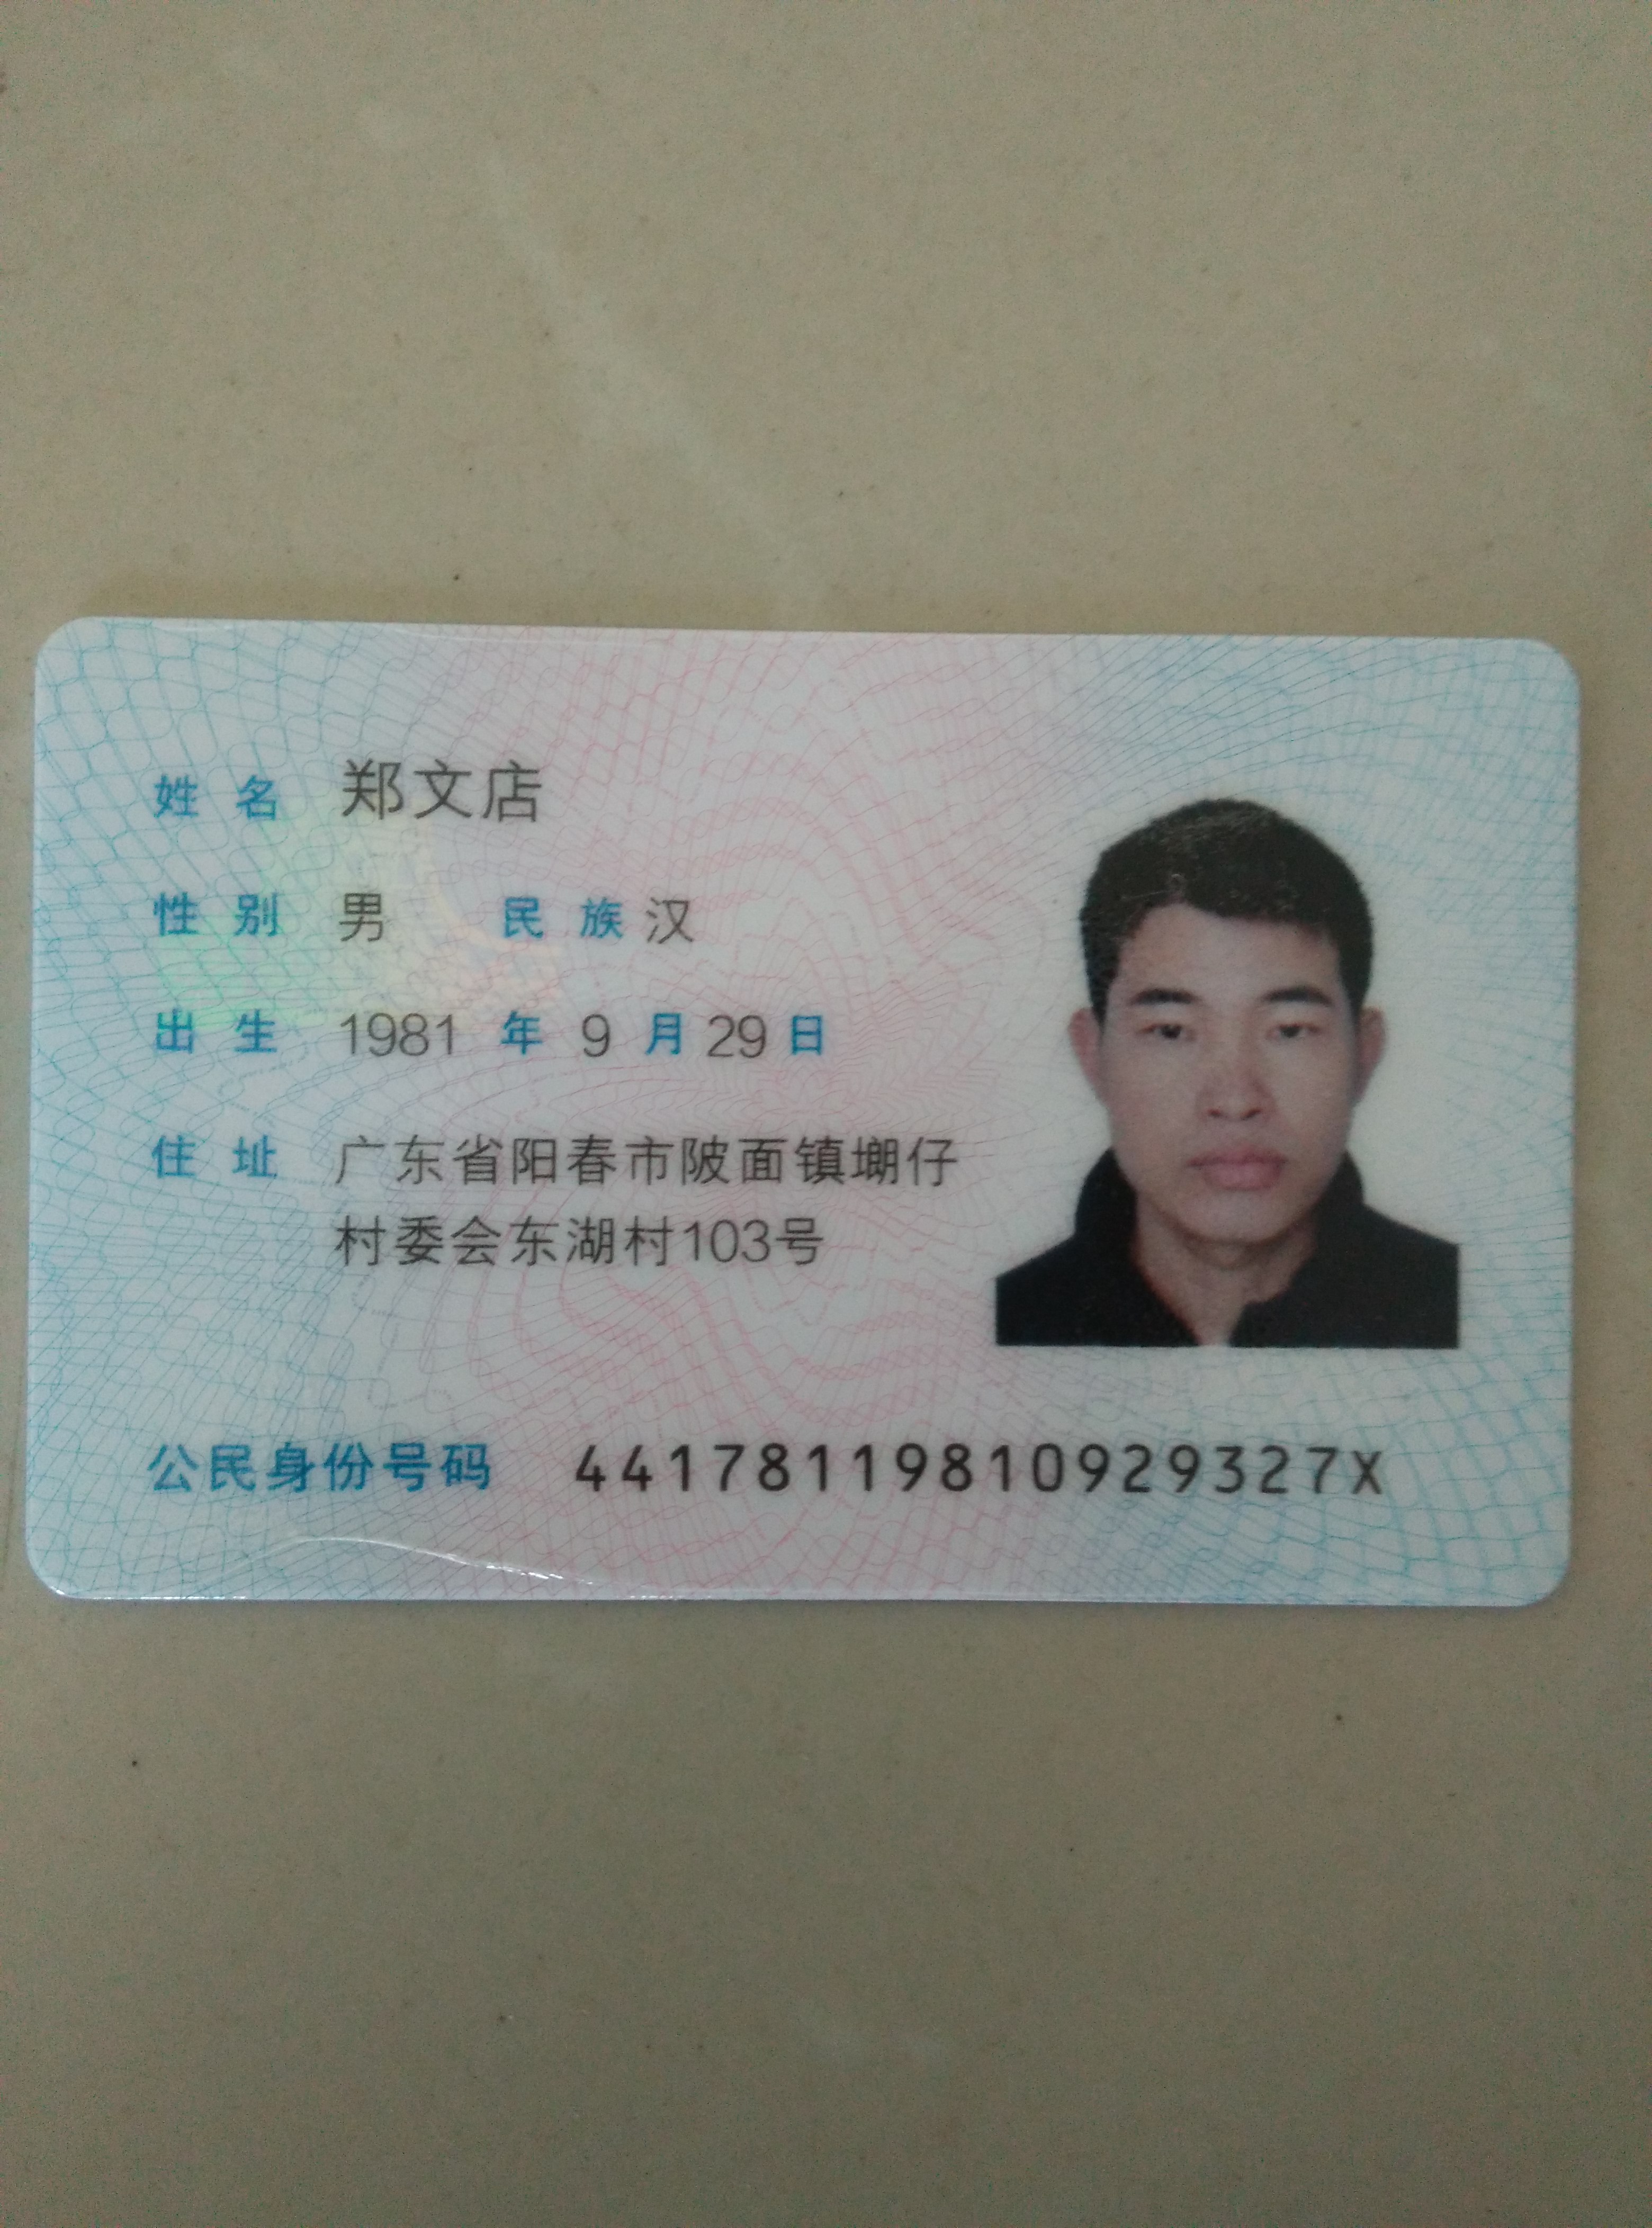 姓名 郑文店
性别 男 民族 汉
出生 1981 年 9 月 29 日
住址 广东省阳春市陂面镇塱仔
村委会东湖村103号
公民身份号码 44178119810929327X